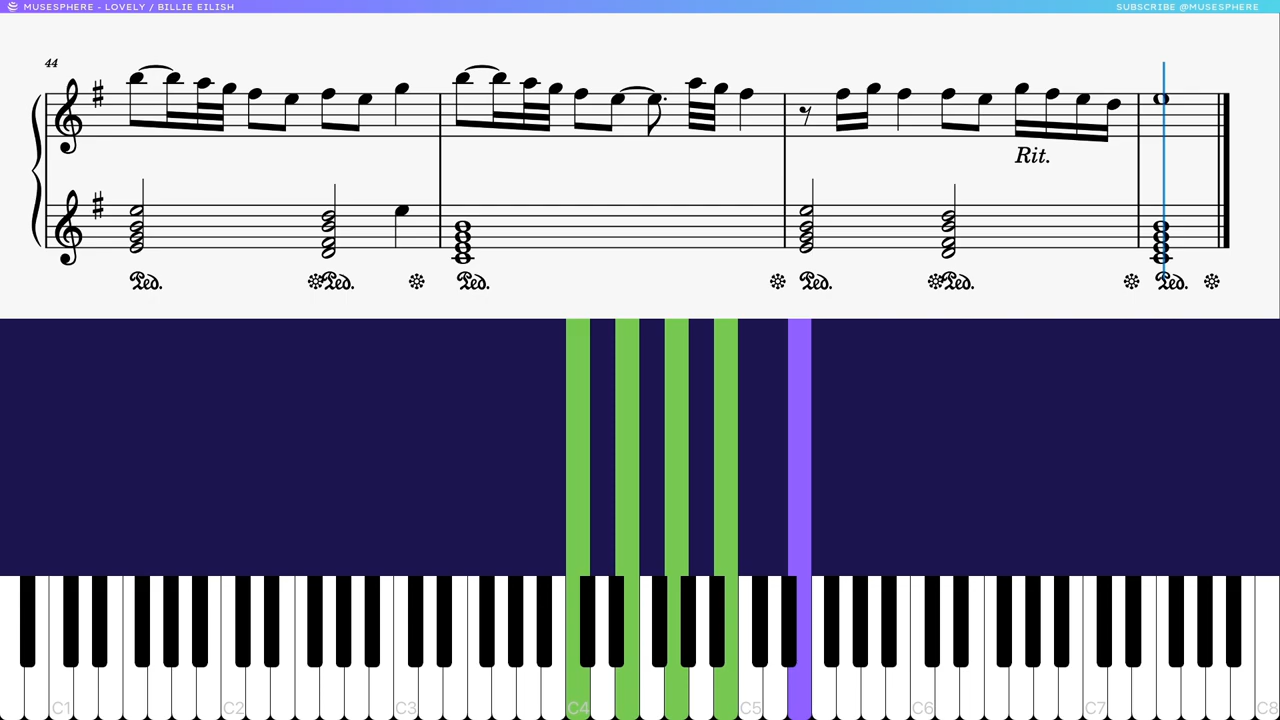 MUSESPHERE - LOVELY / BILLIE EILISH
SUBSCRIBE @MUSESPHERE
44
Rit.
Ped. Ped. Ped. Ped. Ped. Ped.
C1 C2 C3 C4 C5 C6 C7 C8